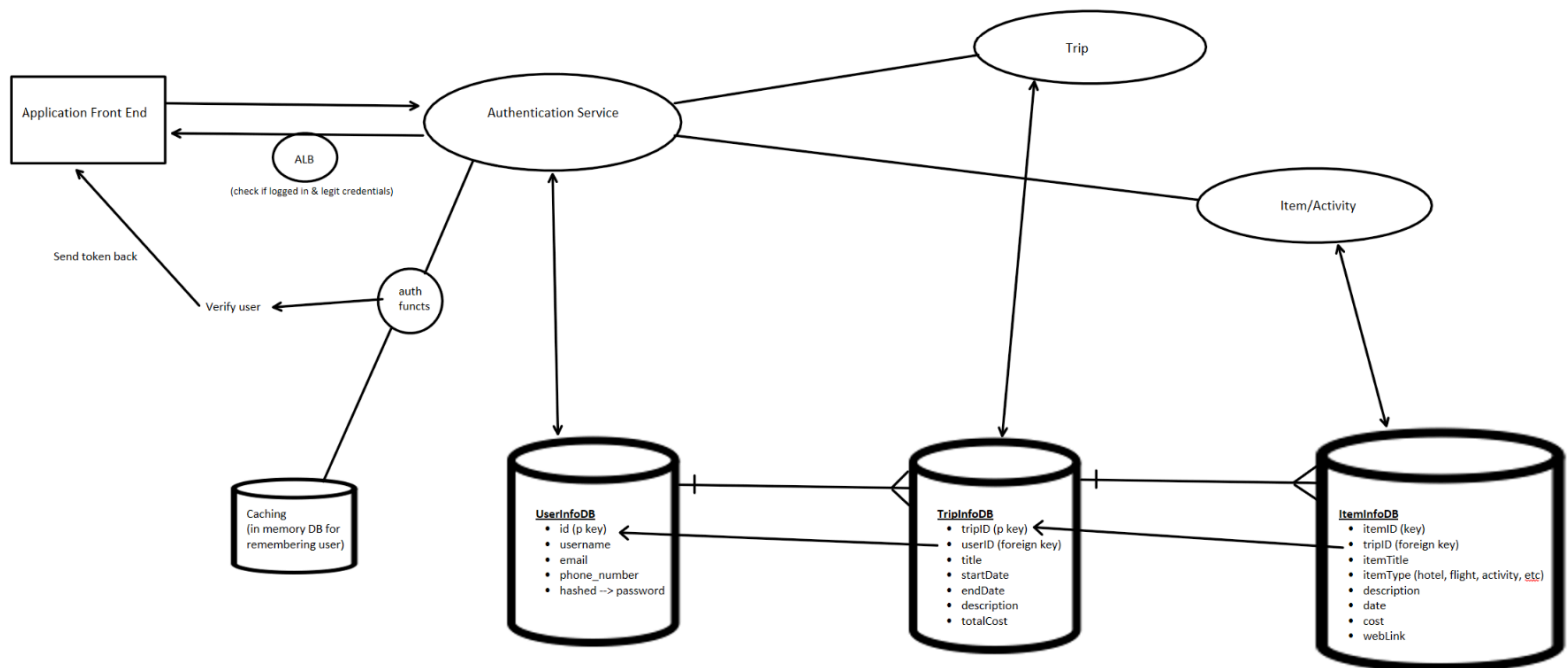 Trip
Application Front End
Authentication Service
ALB
(check if logged in & legit credentials)
Item/Activity
Send token back
auth
functs
Verify user
Caching
(in memory DB for
remembering user)
UserInfoDB
• id (p key)
• username
• email
• phone_number
• hashed --> password
TripInfoDB
• tripID (p key)
• userID (foreign key)
• title
• startDate
• endDate
• description
• totalCost
ItemInfoDB
• itemID (key)
• tripID (foreign key)
• itemTitle
• itemType (hotel, flight, activity, etc)
• description
• date
• cost
• webLink